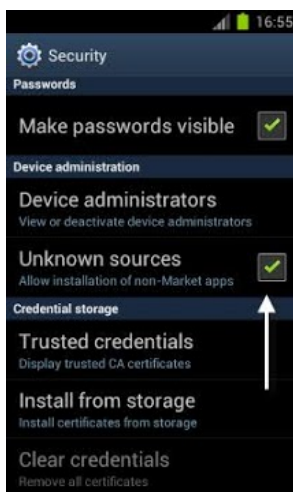 16:55
Security
Passwords
Make passwords visible
Device administration
Device administrators
View or deactivate device administrators
Unknown sources
Allow installation of non-Market apps
Credential storage
Trusted credentials
Display trusted CA certificates
Install from storage
Install certificates from storage
Clear credentials
Remove all certificates